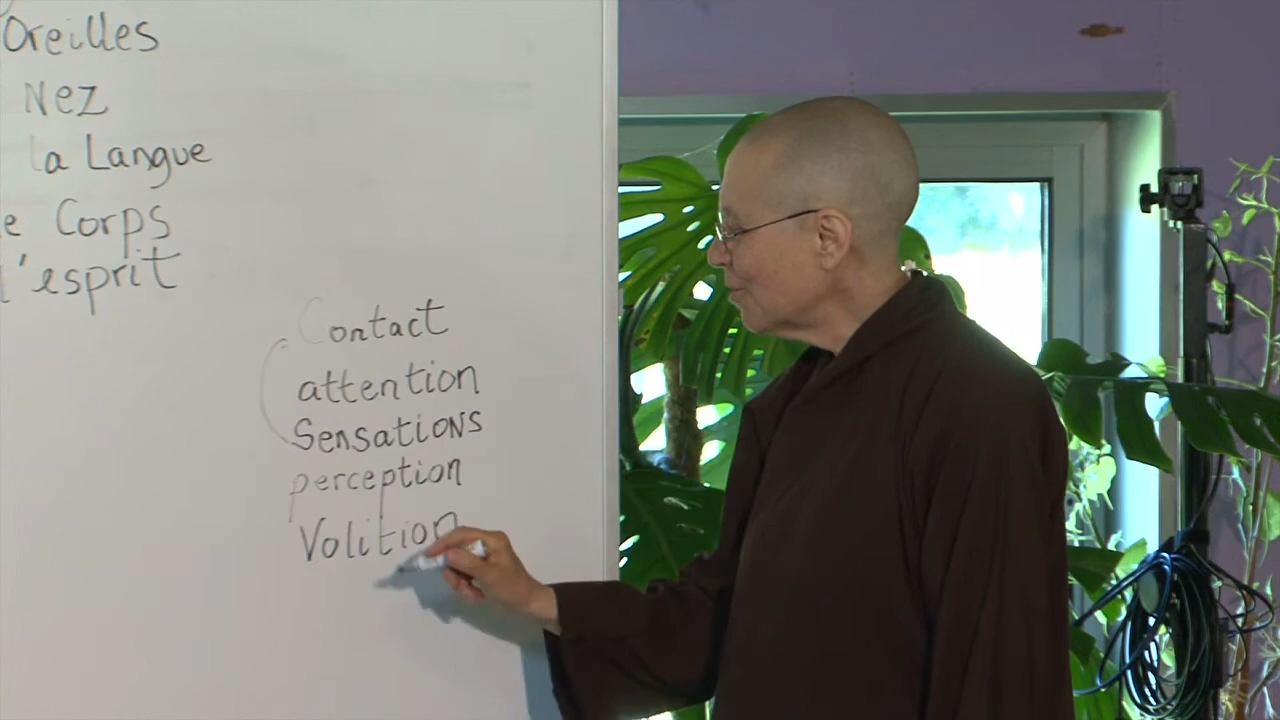 Oreilles
Nez
la Langue
e Corps
l'esprit
Contact
attention
Sensations
perception
Volition